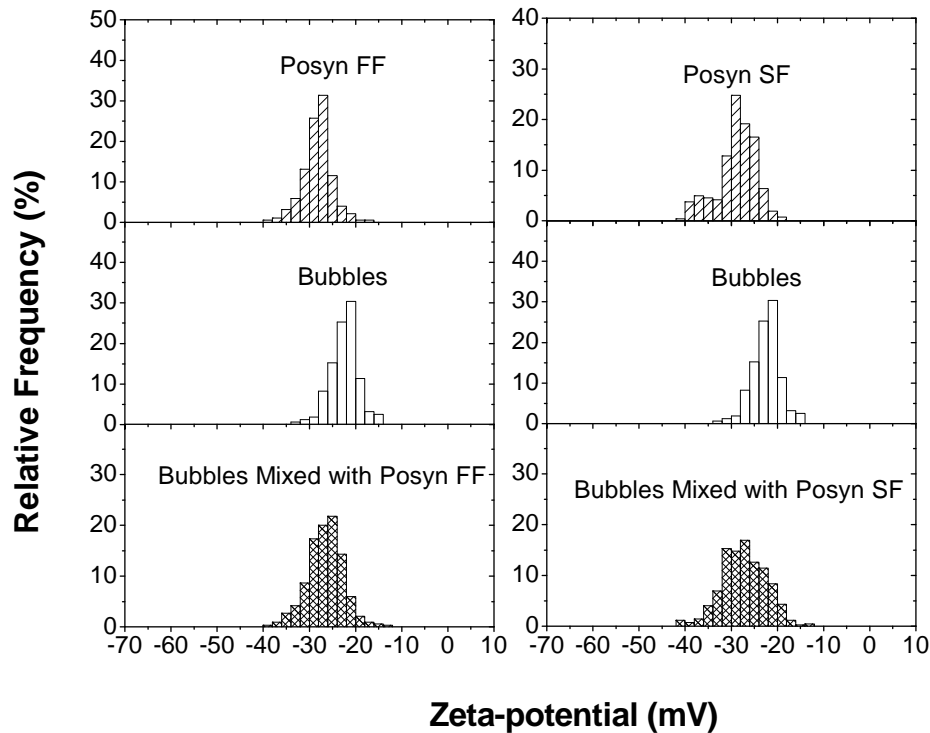 50
40
30
20
10
0
Posyn FF
40
30
20
10
0
Posyn SF
30
20
10
0
Bubbles
30
20
10
0
Bubbles
30
20
10
0
Bubbles Mixed with Posyn FF
30
20
10
0
Bubbles Mixed with Posyn SF
-70 -60 -50 -40 -30 -20 -10 0 10
-70 -60 -50 -40 -30 -20 -10 0 10
Relative Frequency (%)
Zeta-potential (mV)